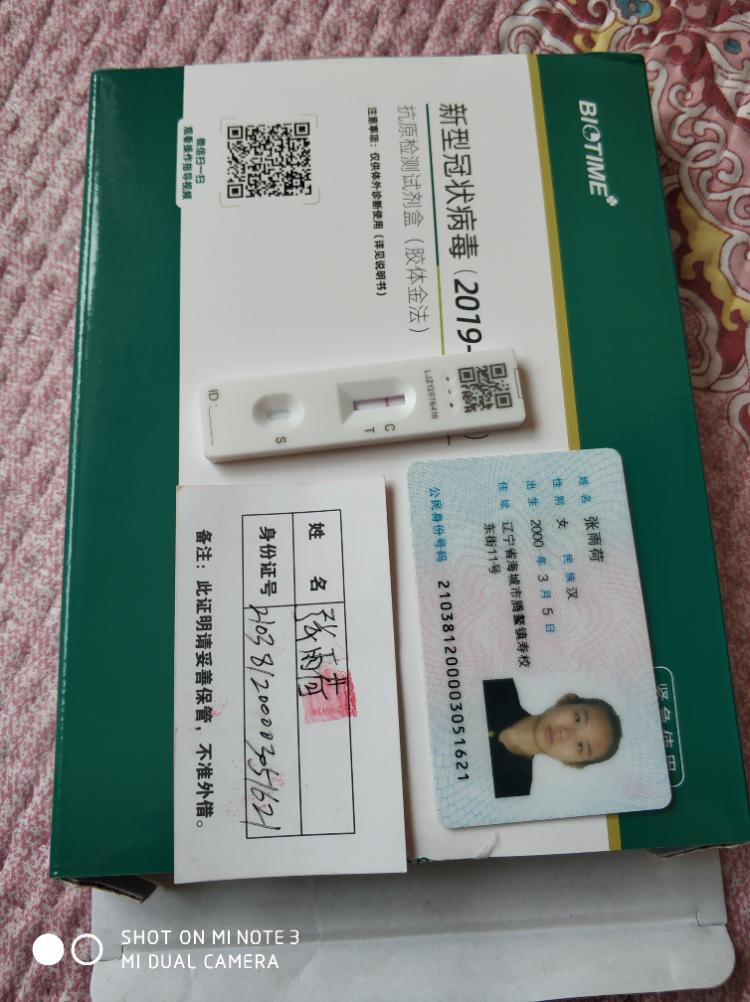 BIOTIME
新型冠状病毒（2019-
抗原检测试剂盒（胶体金法）
注意事项：仅供体外诊断使用（详见说明书）
微信扫一扫
观看操作指导视频
C
T
S
ID:
姓名 张雨荷
性别 女 民族 汉
出生 2000 年 3 月 5 日
住址 辽宁省海城市腾鳌镇寿校
东街11号
公民身份号码 210381200003051621
姓 名 张雨荷
身份证号 210381200003051621
备注：此证明请妥善保管，不准外借。
紧急使用
SHOT ON MI NOTE 3
MI DUAL CAMERA